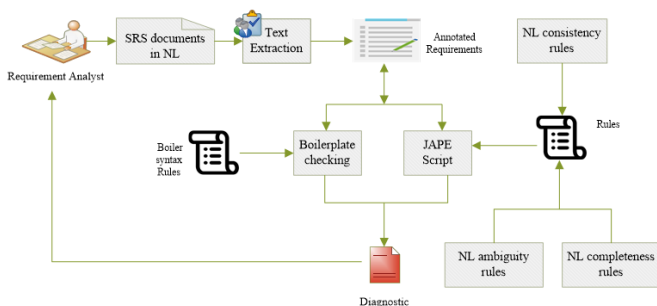 SRS documents
in NL
Text
Extraction
Annotated
Requirements
NL consistency
rules
Requirement Analyst
Boiler
syntax
Rules
Boilerplate
checking
JAPE
Script
Rules
NL ambiguity
rules
NL completeness
rules
Diagnostic